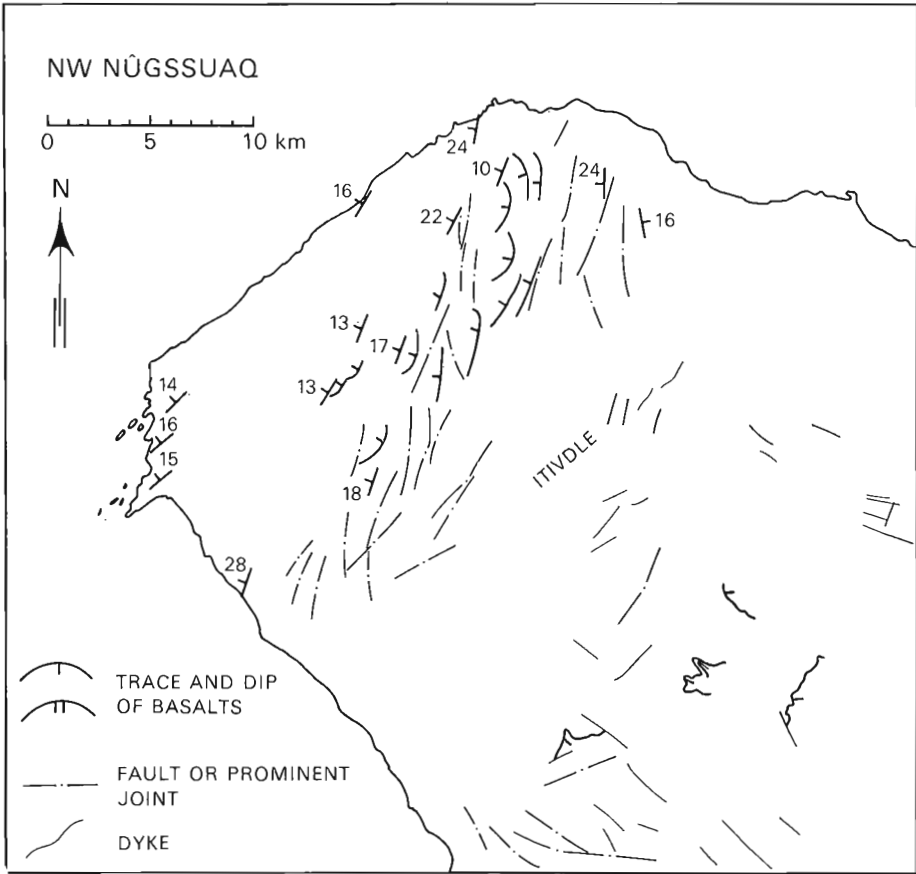 NW NÛGSSUAQ
0 5 10 km
N
24
10
24
16
22
16
13
17
13
14
16
15
ITIVDLE
18
28
TRACE AND DIP
OF BASALTS
FAULT OR PROMINENT
JOINT
DYKE